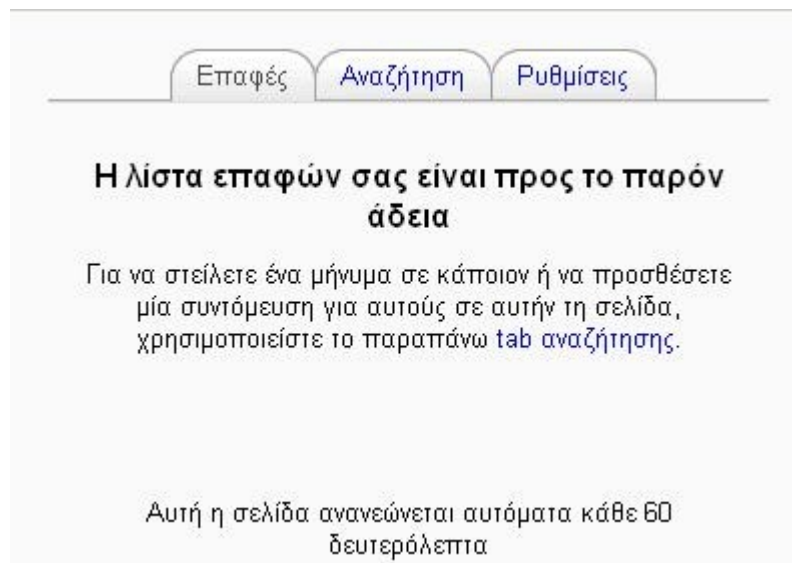 Επαφές Αναζήτηση Ρυθμίσεις
Η λίστα επαφών σας είναι προς το παρόν
άδεια
Για να στείλετε ένα μήνυμα σε κάποιον ή να προσθέσετε
μία συντόμευση για αυτούς σε αυτήν τη σελίδα,
χρησιμοποιείστε το παραπάνω tab αναζήτησης.
Αυτή η σελίδα ανανεώνεται αυτόματα κάθε 60
δευτερόλεπτα